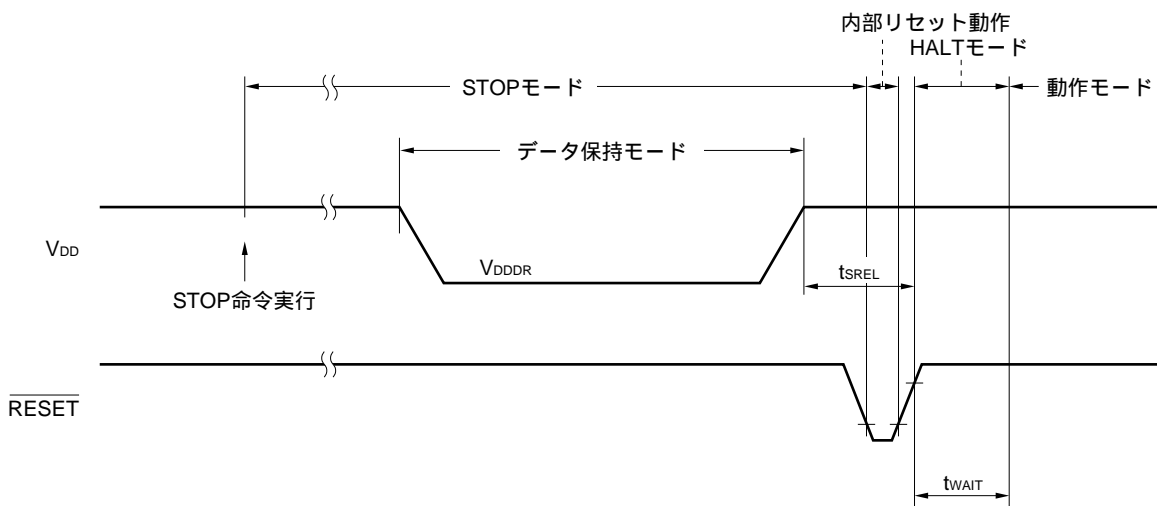 内部リセット動作
HALTモード
STOPモード
動作モード
データ保持モード
VDD
VDDDR
tSREL
STOP命令実行
RESET
tWAIT